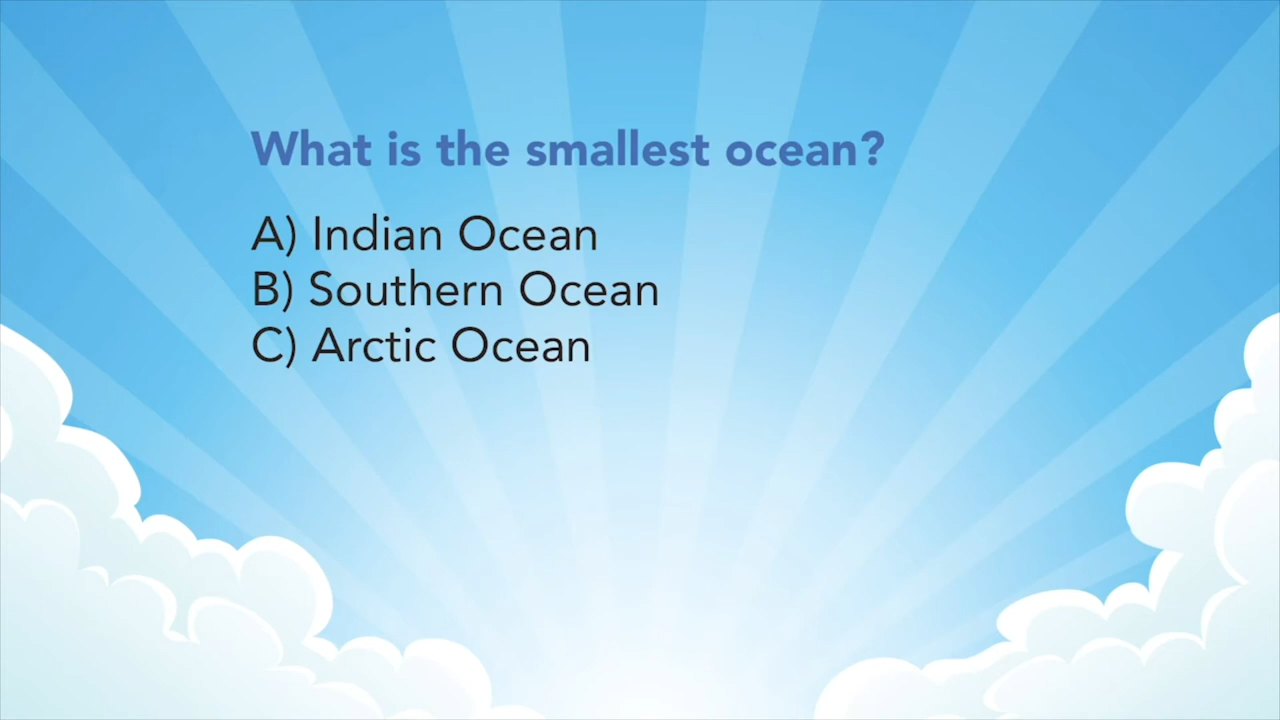 What is the smallest ocean?
A) Indian Ocean
B) Southern Ocean
C) Arctic Ocean